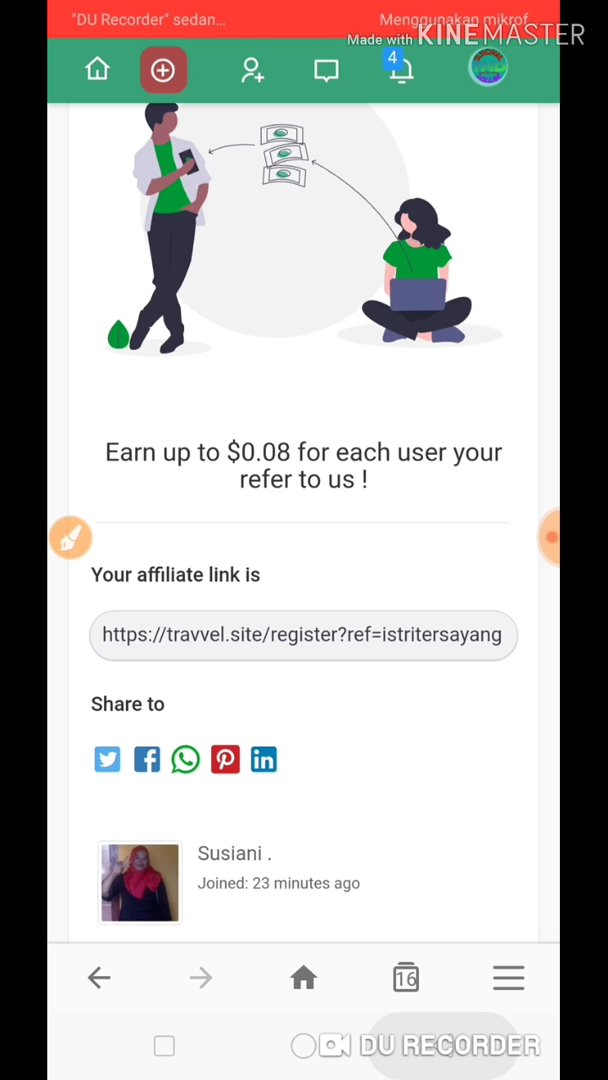 "DU Recorder" sedan...
Menggunakan mikrof
Made with KINEMASTER
4
Earn up to $0.08 for each user your
refer to us !
Your affiliate link is
https://travvel.site/register?ref=istritersayang
Share to
Susiani .
Joined: 23 minutes ago
16
DU RECORDER